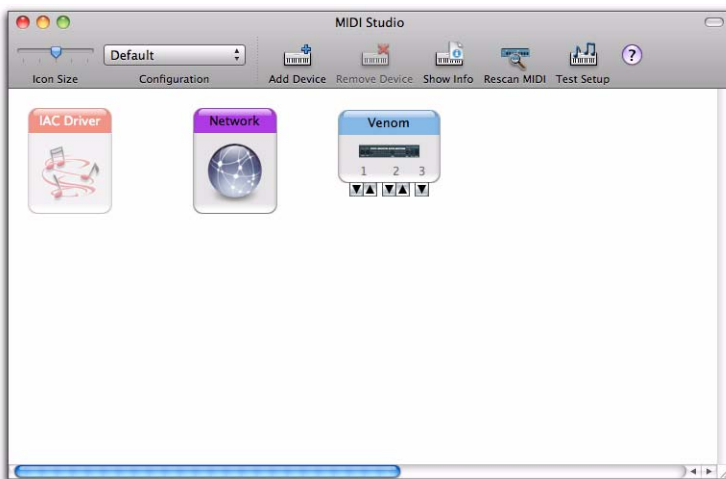 MIDI Studio
Default
Icon Size Configuration Add Device Remove Device Show Info Rescan MIDI Test Setup ?
IAC Driver Network Venom
1 2 3